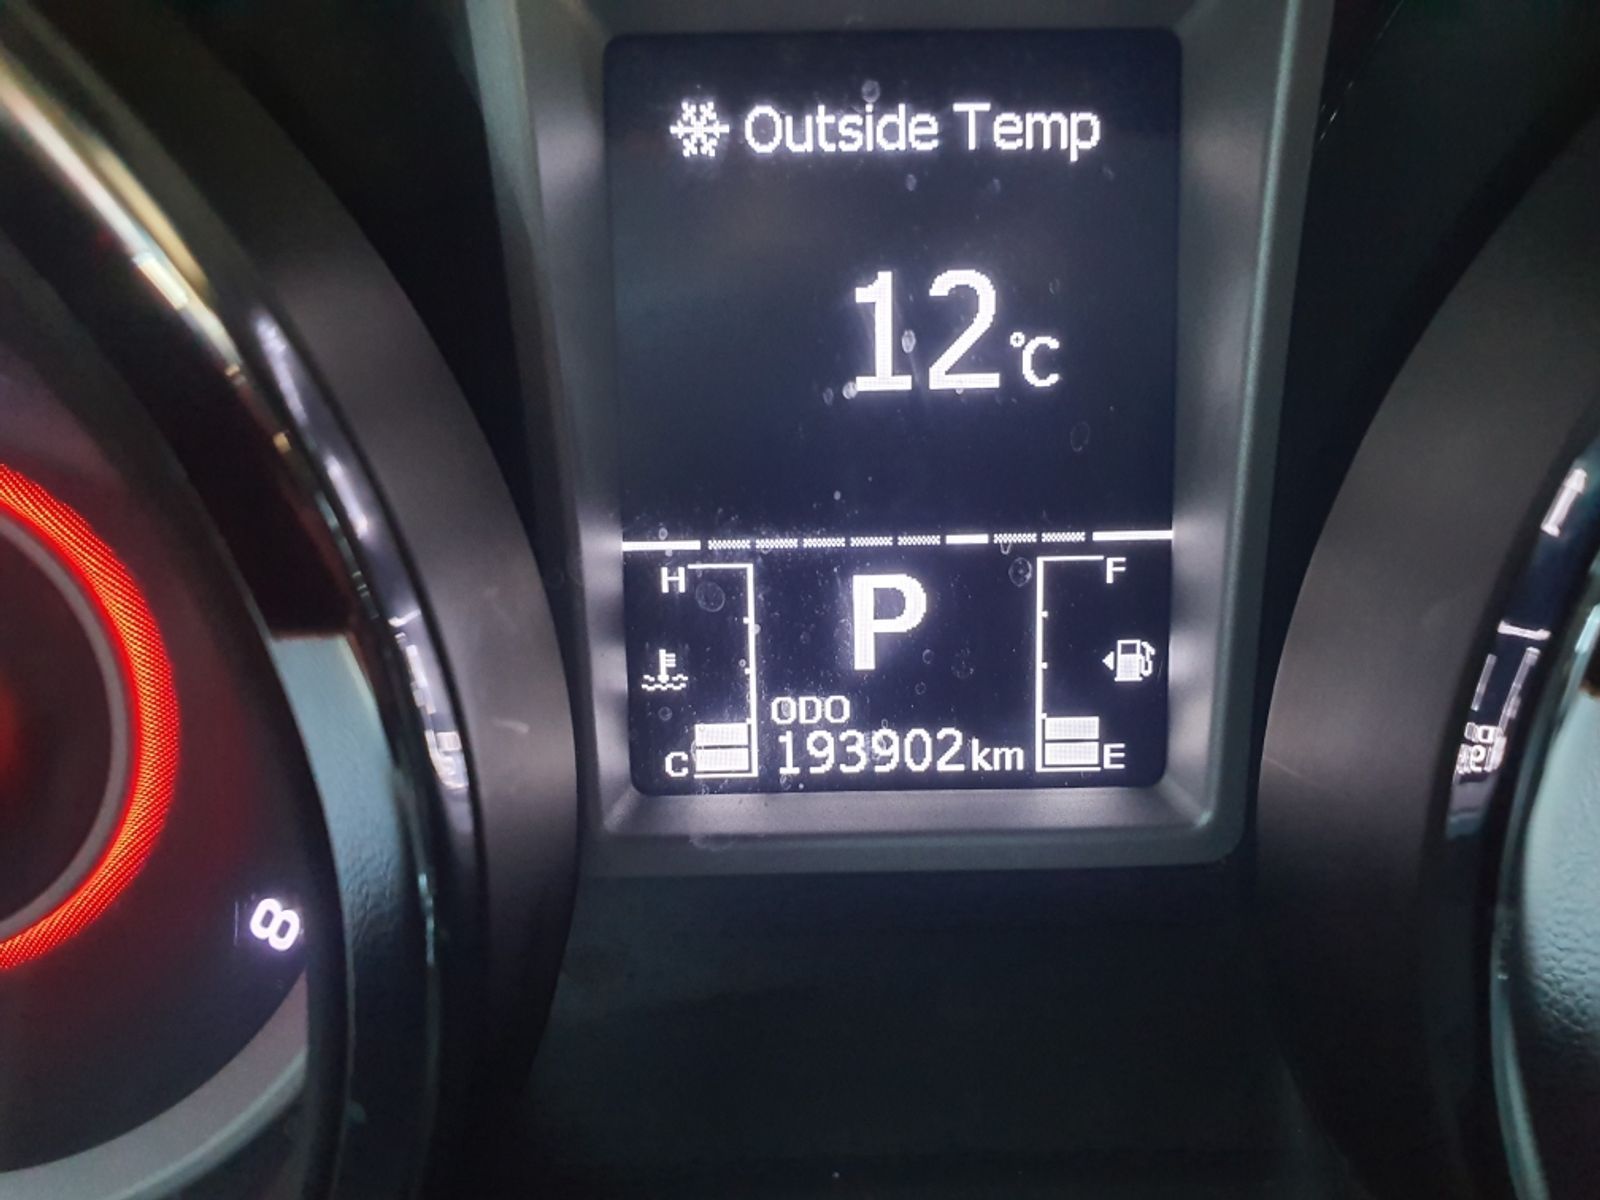 Outside Temp
12°C
H
F
P
ODO
193902km
C
E
8